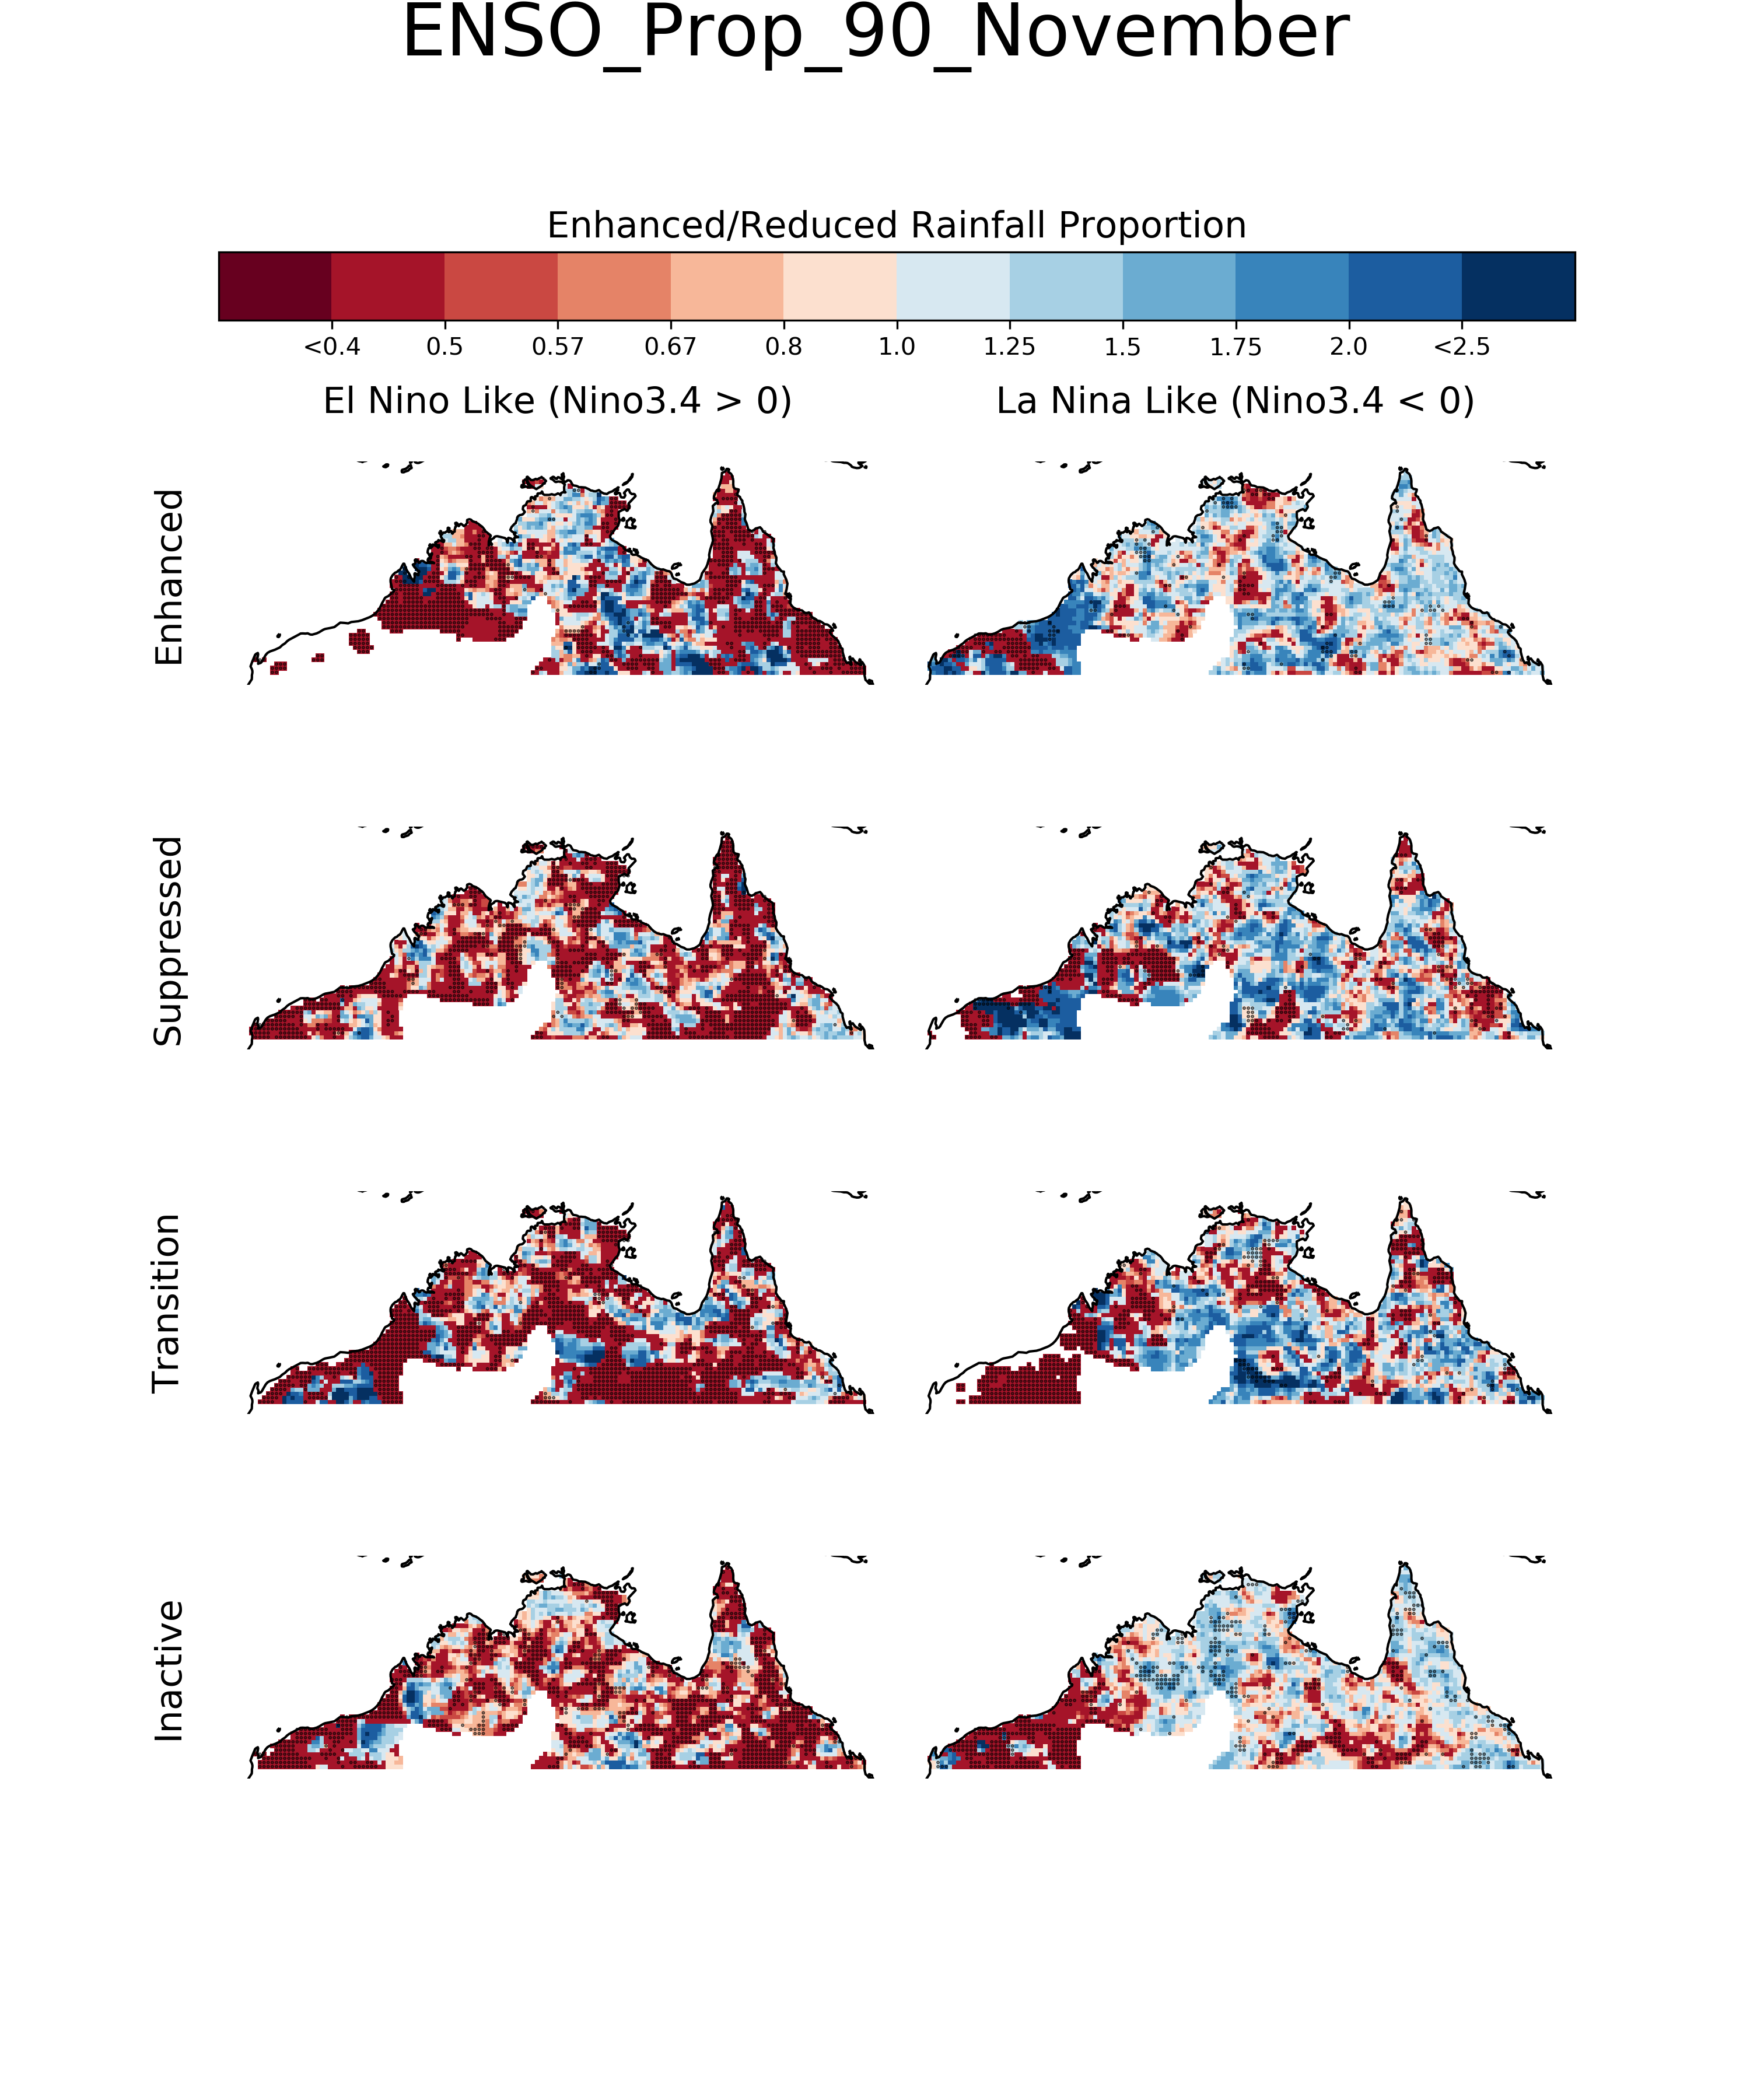 ENSO_Prop_90_November
Enhanced/Reduced Rainfall Proportion
<0.4 0.5 0.57 0.67 0.8 1.0 1.25 1.5 1.75 2.0 <2.5
El Nino Like (Nino3.4 > 0) La Nina Like (Nino3.4 < 0)
Enhanced
Suppressed
Transition
Inactive